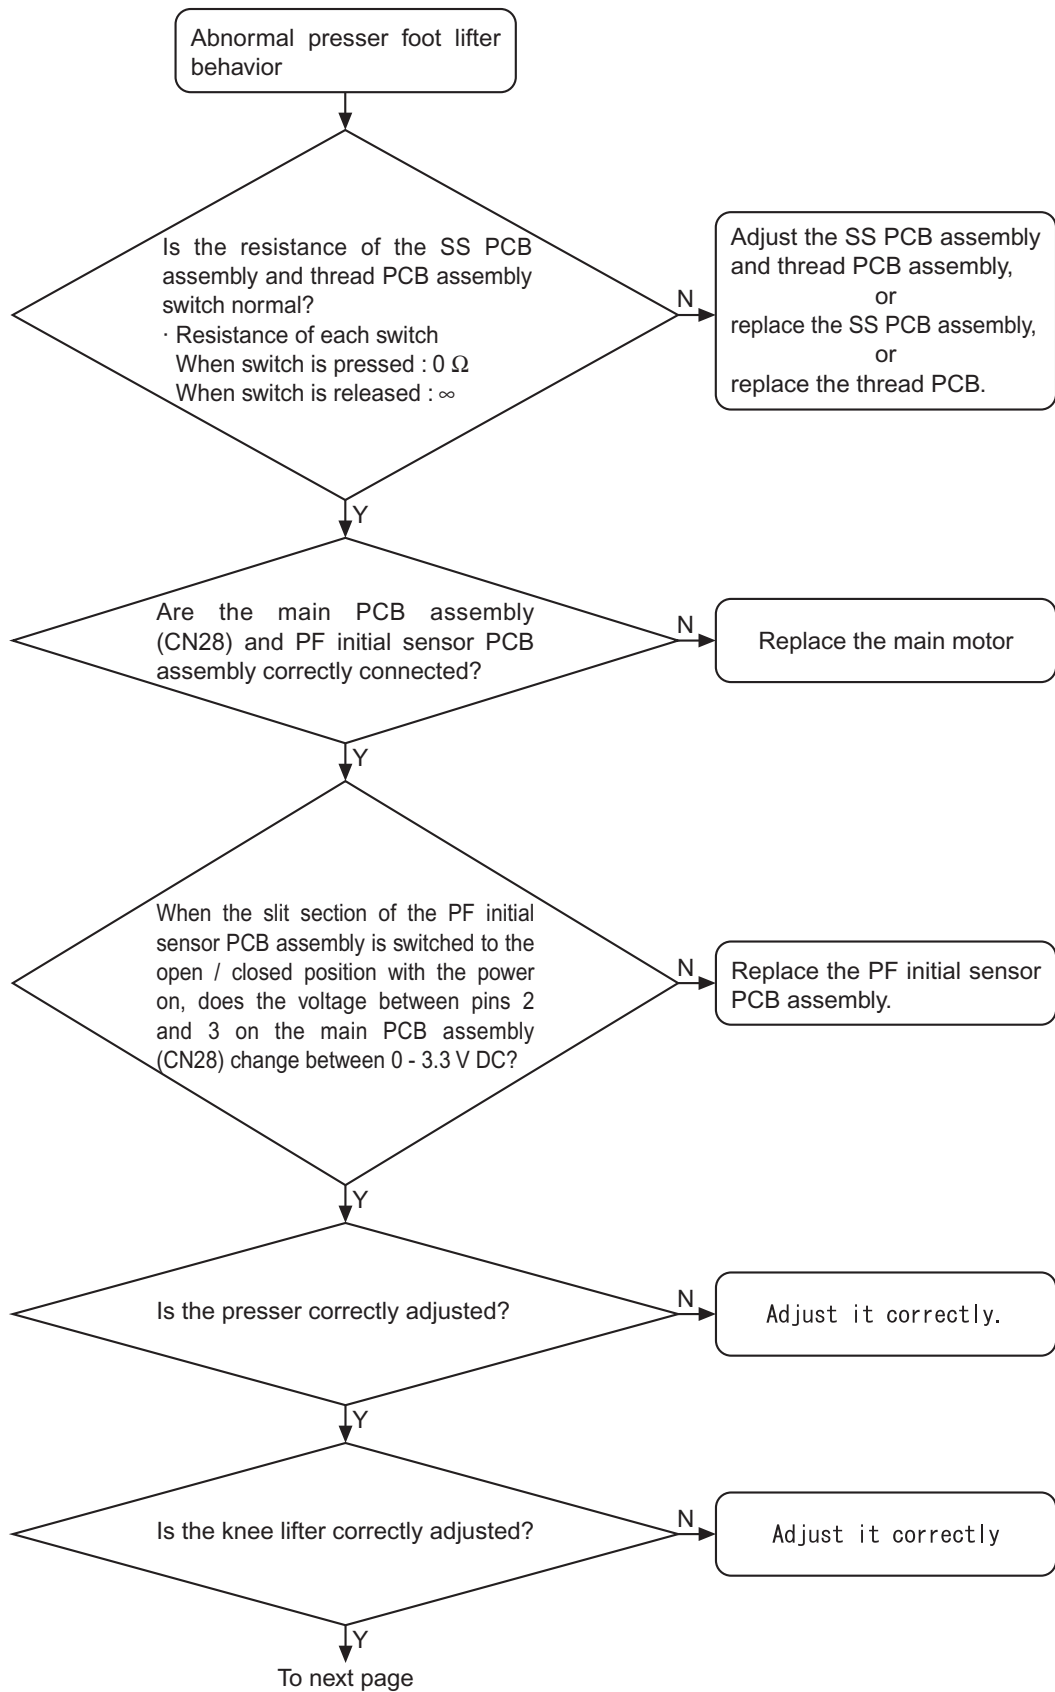 Abnormal presser foot lifter
behavior
Is the resistance of the SS PCB
assembly and thread PCB assembly
switch normal?
· Resistance of each switch
When switch is pressed : 0 Ω
When switch is released : ∞
N
Adjust the SS PCB assembly
and thread PCB assembly,
or
replace the SS PCB assembly,
or
replace the thread PCB.
Y
Are the main PCB assembly
(CN28) and PF initial sensor PCB
assembly correctly connected?
N
Replace the main motor
Y
When the slit section of the PF initial
sensor PCB assembly is switched to the
open / closed position with the power
on, does the voltage between pins 2
and 3 on the main PCB assembly
(CN28) change between 0 - 3.3 V DC?
N
Replace the PF initial sensor
PCB assembly.
Y
Is the presser correctly adjusted?
N
Adjust it correctly.
Y
Is the knee lifter correctly adjusted?
N
Adjust it correctly
Y
To next page